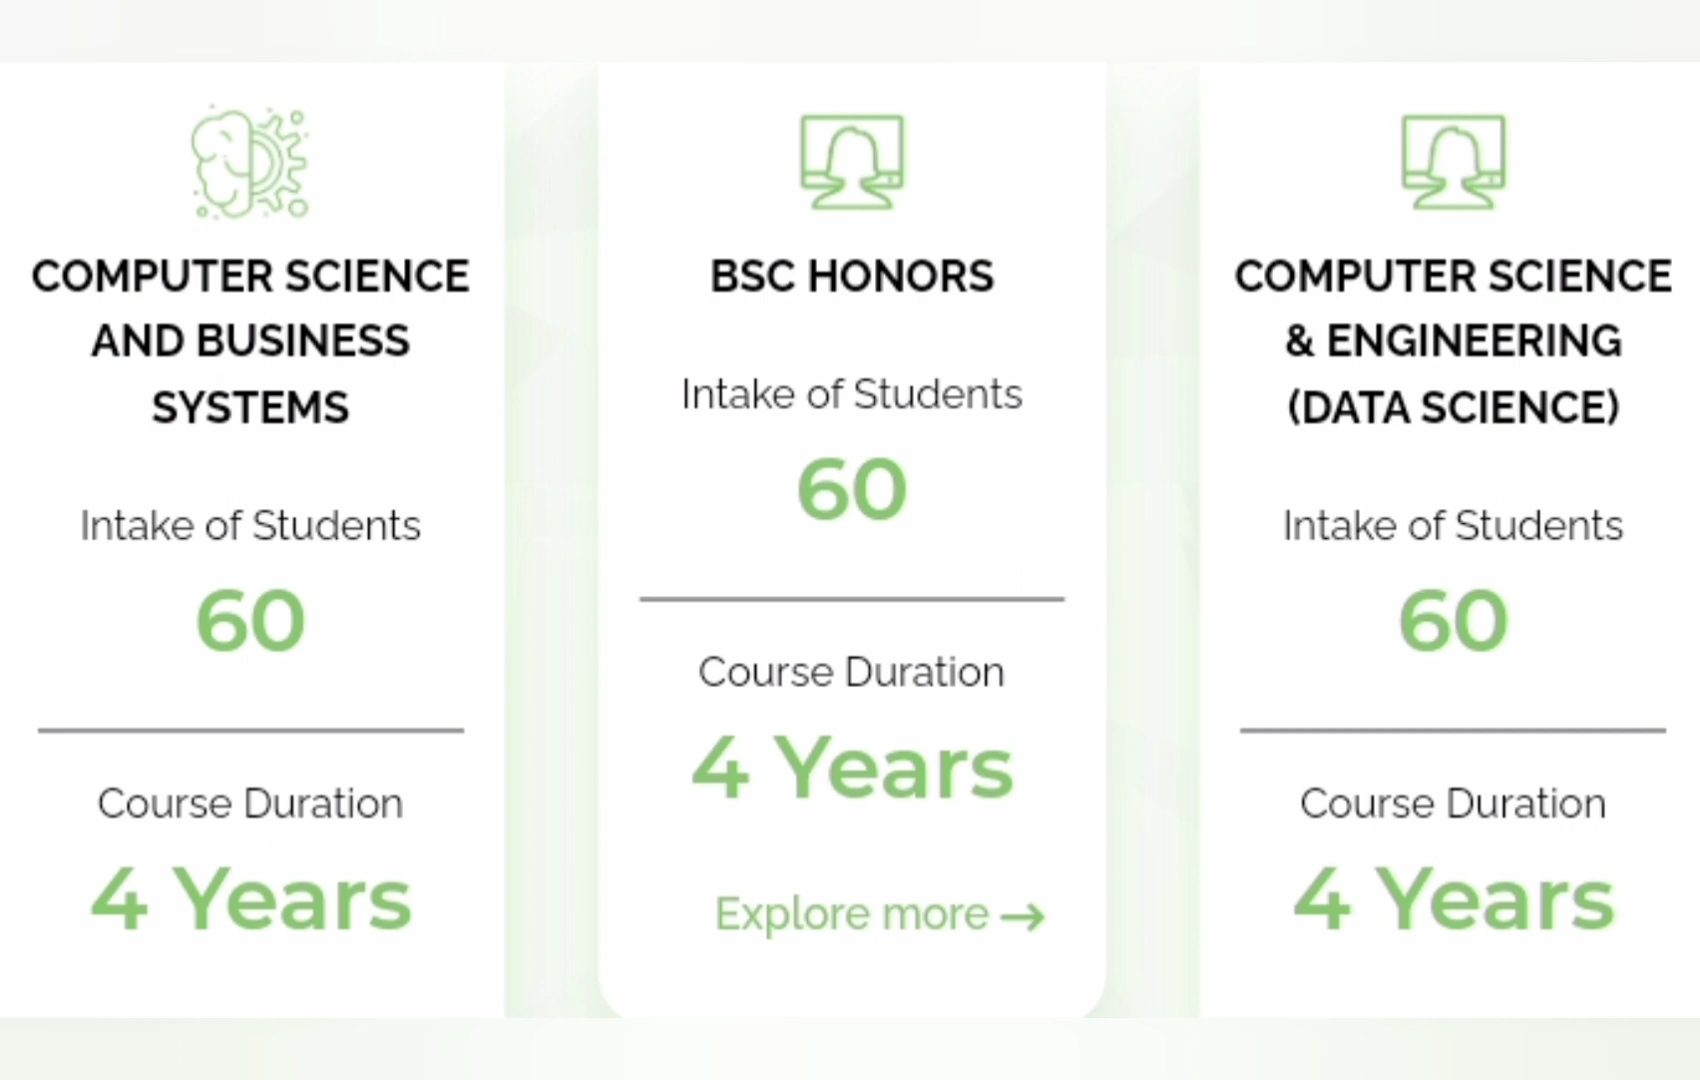 COMPUTER SCIENCE
AND BUSINESS
SYSTEMS
Intake of Students
60
Course Duration
4 Years
BSC HONORS
Intake of Students
60
Course Duration
4 Years
Explore more →
COMPUTER SCIENCE
& ENGINEERING
(DATA SCIENCE)
Intake of Students
60
Course Duration
4 Years